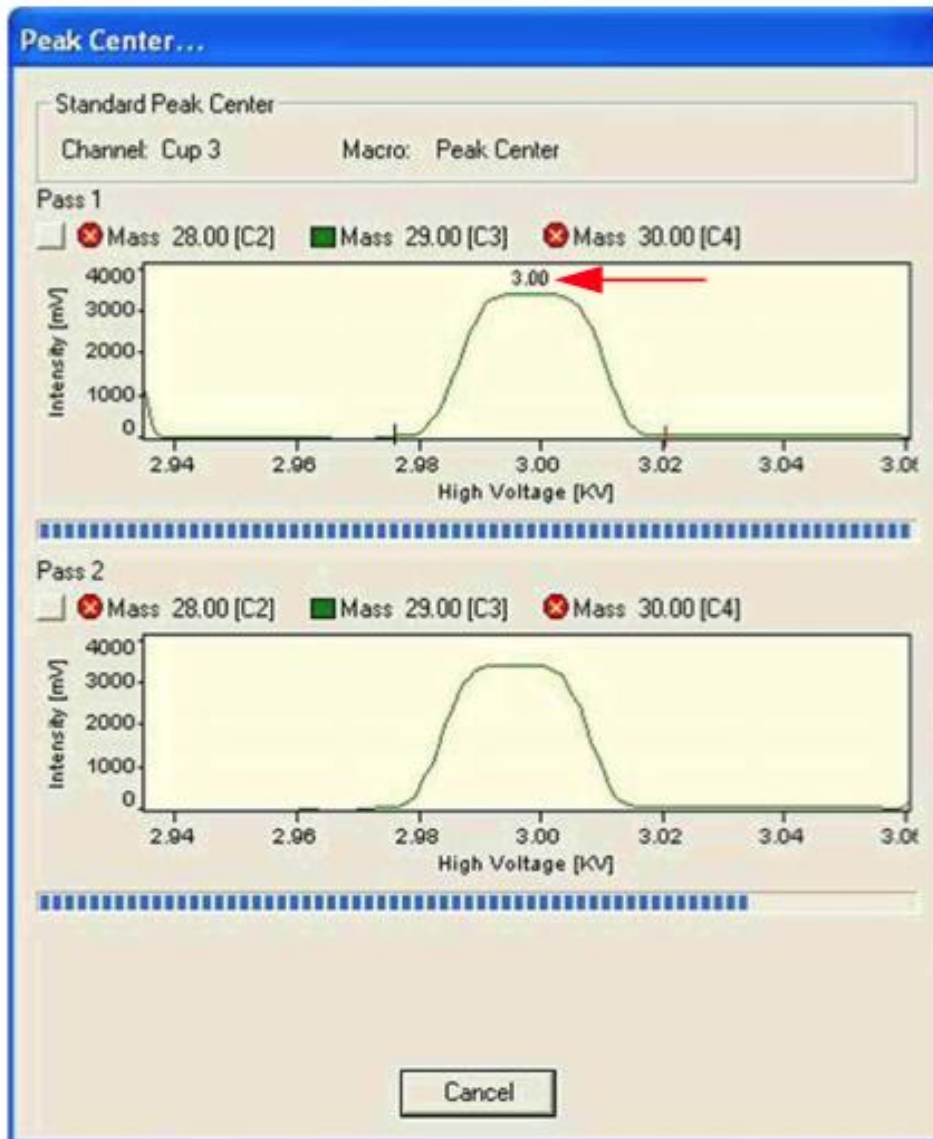 Peak Center...
Standard Peak Center
Channel: Cup 3 Macro: Peak Center
Pass 1
Mass 28.00 [C2] Mass 29.00 [C3] Mass 30.00 [C4]
3.00
4000
3000
2000
1000
0
Intensity [mV]
2.94 2.96 2.98 3.00 3.02 3.04
High Voltage [KV]
Pass 2
Mass 28.00 [C2] Mass 29.00 [C3] Mass 30.00 [C4]
4000
3000
2000
1000
0
Intensity [mV]
2.94 2.96 2.98 3.00 3.02 3.04
High Voltage [KV]
Cancel